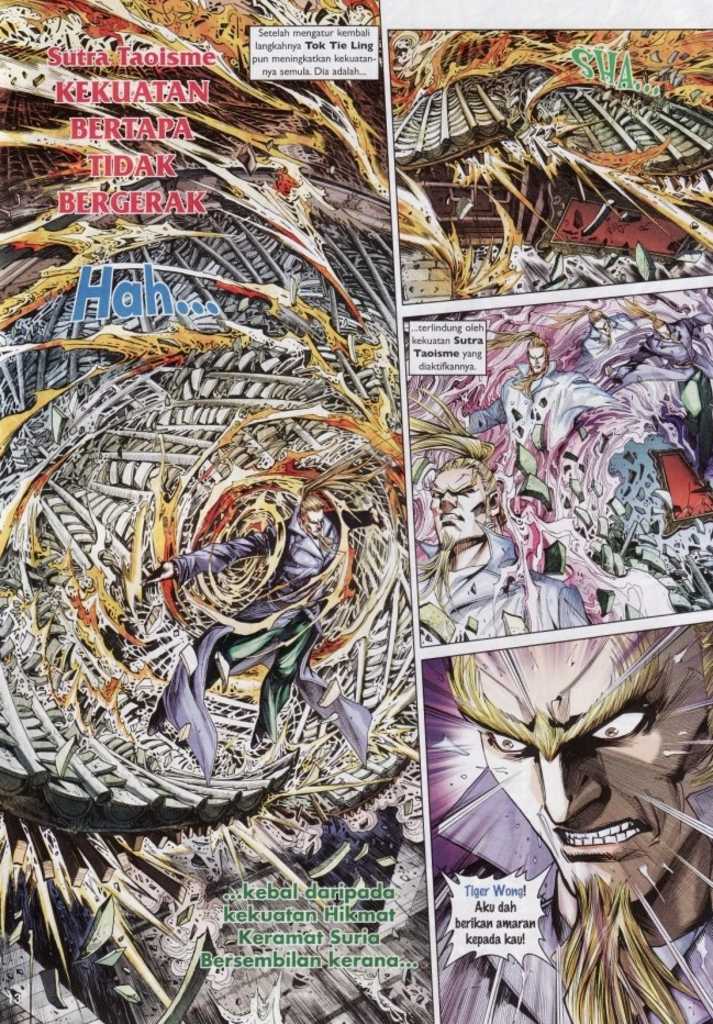 Setelah mengatur kembali
langkahnya Tok Tie Ling
pun meningkatkan kekuatan-
nya semula. Dia adalah...
Sutra Taoisme
KEKUATAN
BERTAPA
TIDAK
BERGERAK
Hah...
...kebal daripada
kekuatan Hikmat
Keramat Suria
Bersembilan kerana...
SHA...
...terlindung oleh
kekuatan Sutra
Taoisme yang
diaktifkannya.
Tiger Wong!
Aku dah
berikan amaran
kepada kau!
13